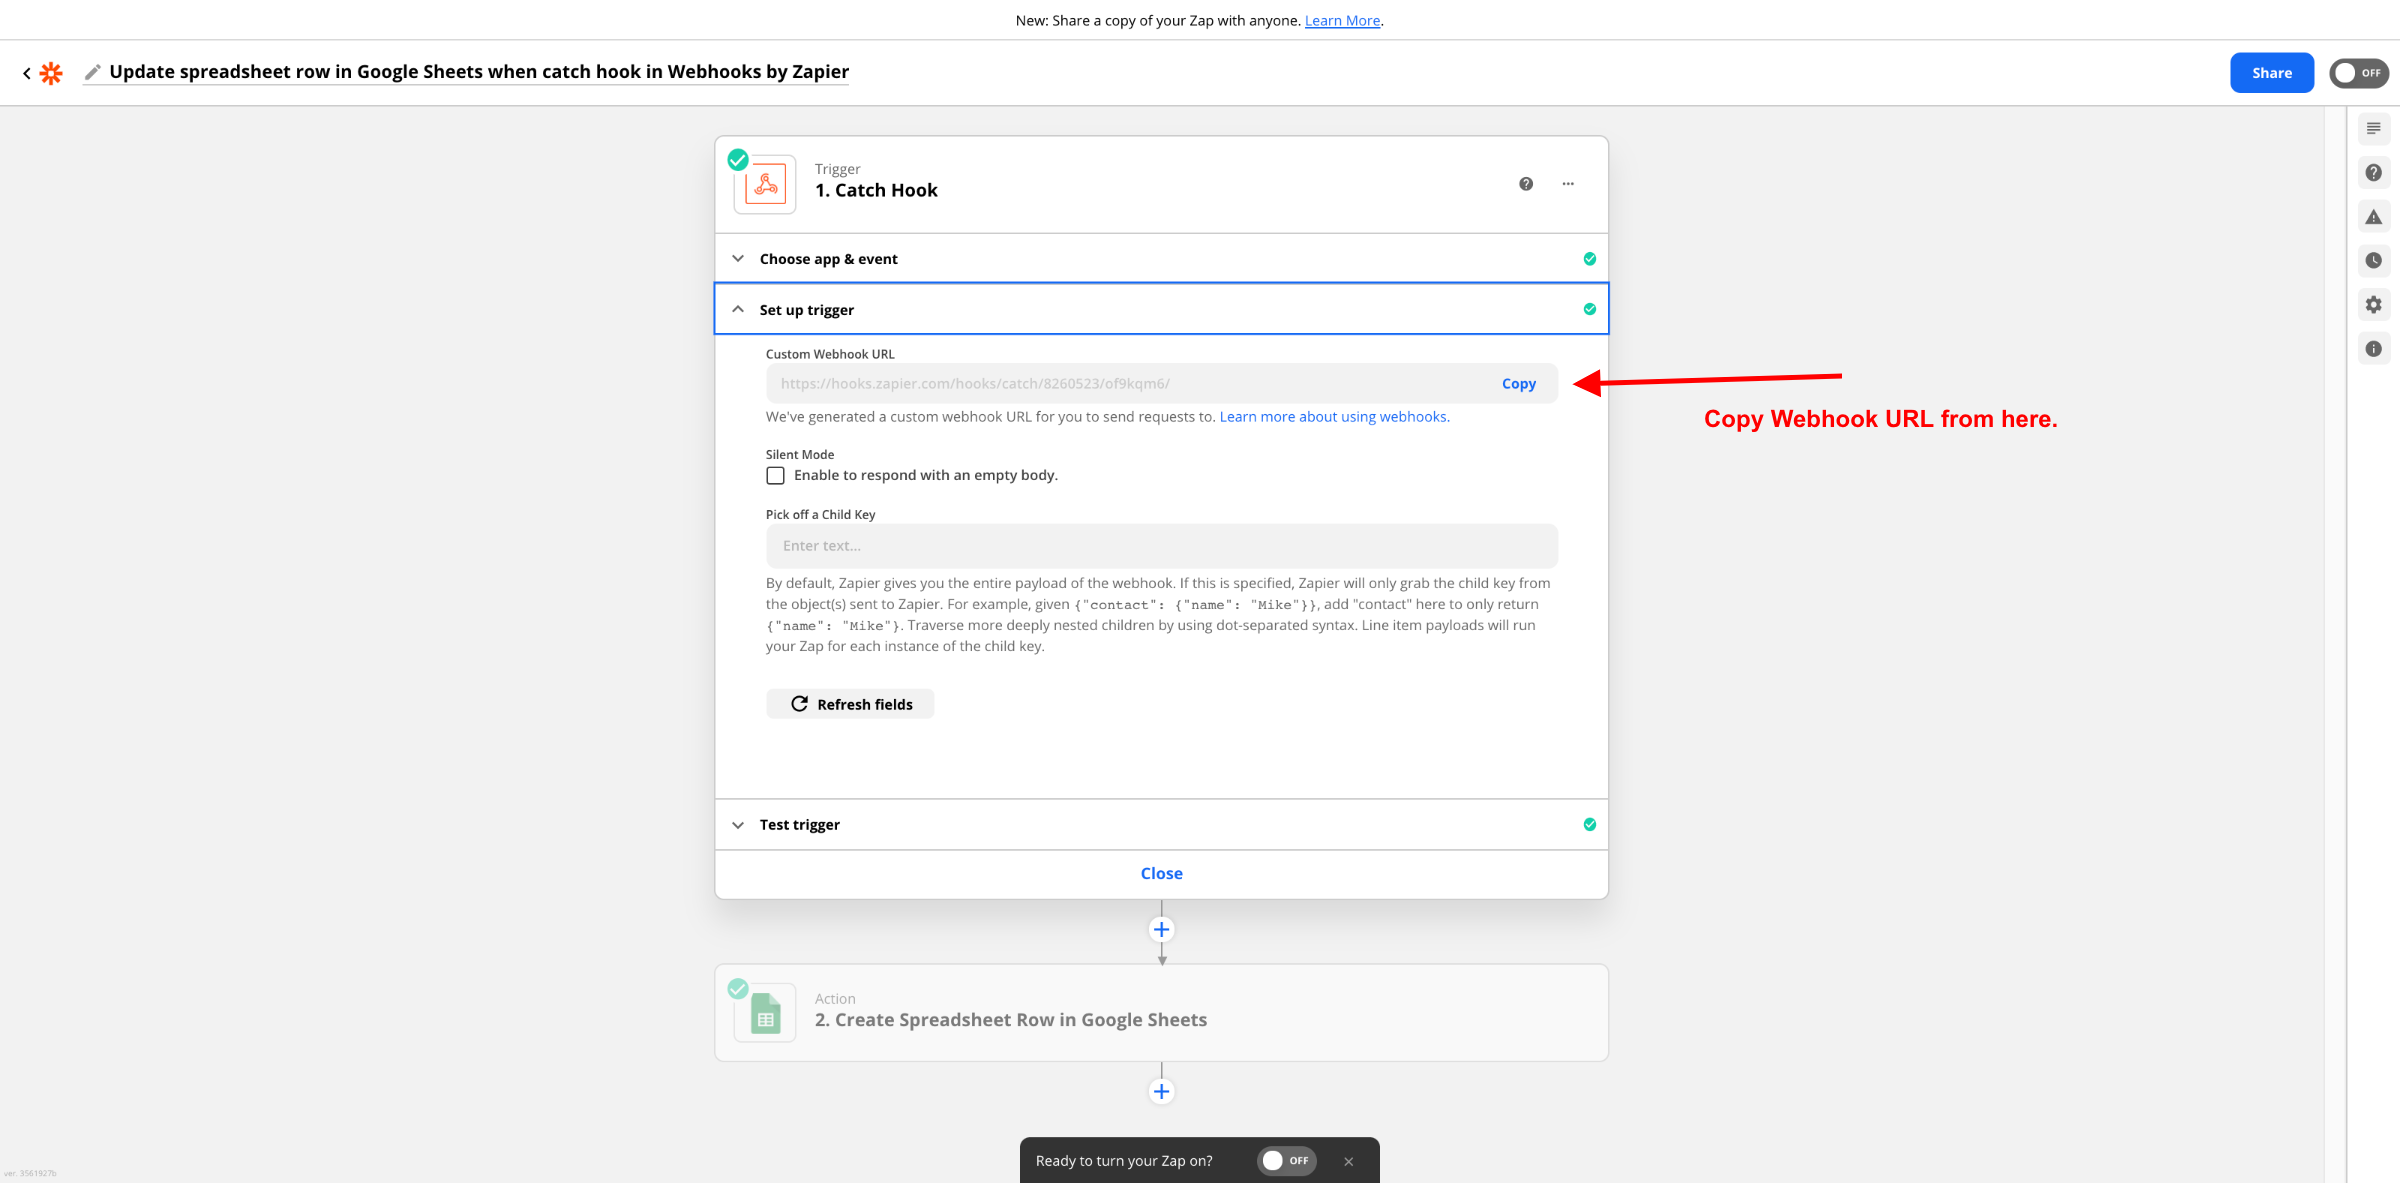 New: Share a copy of your Zap with anyone. Learn More.
Update spreadsheet row in Google Sheets when catch hook in Webhooks by Zapier
Share
OFF
Trigger
1. Catch Hook
Choose app & event
Set up trigger
Custom Webhook URL
https://hooks.zapier.com/hooks/catch/8260523/of9kqm6/
Copy
We've generated a custom webhook URL for you to send requests to. Learn more about using webhooks.
Copy Webhook URL from here.
Silent Mode
Enable to respond with an empty body.
Pick off a Child Key
Enter text...
By default, Zapier gives you the entire payload of the webhook. If this is specified, Zapier will only grab the child key from
the object(s) sent to Zapier. For example, given {"contact": {"name": "Mike"}}, add "contact" here to only return
{"name": "Mike"}. Traverse more deeply nested children by using dot-separated syntax. Line item payloads will run
your Zap for each instance of the child key.
Refresh fields
Test trigger
Close
Action
2. Create Spreadsheet Row in Google Sheets
Ready to turn your Zap on?
OFF
ver. 3561927b